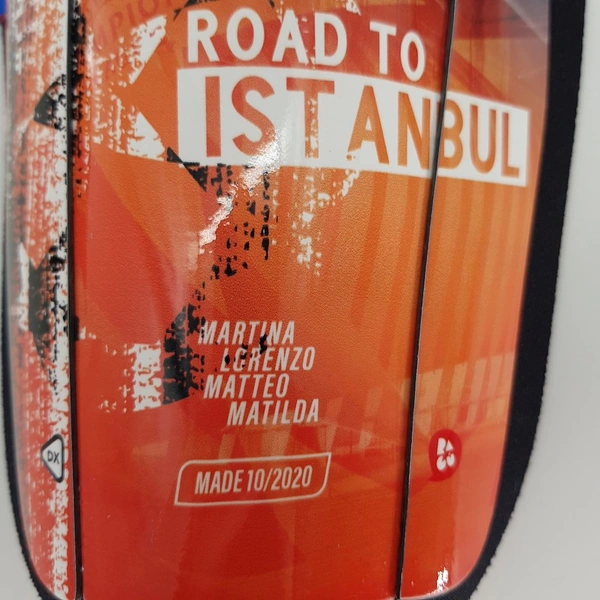 ROAD TO
ISTANBUL
MARTINA
LORENZO
MATTEO
MATILDA
DX
MADE 10/2020